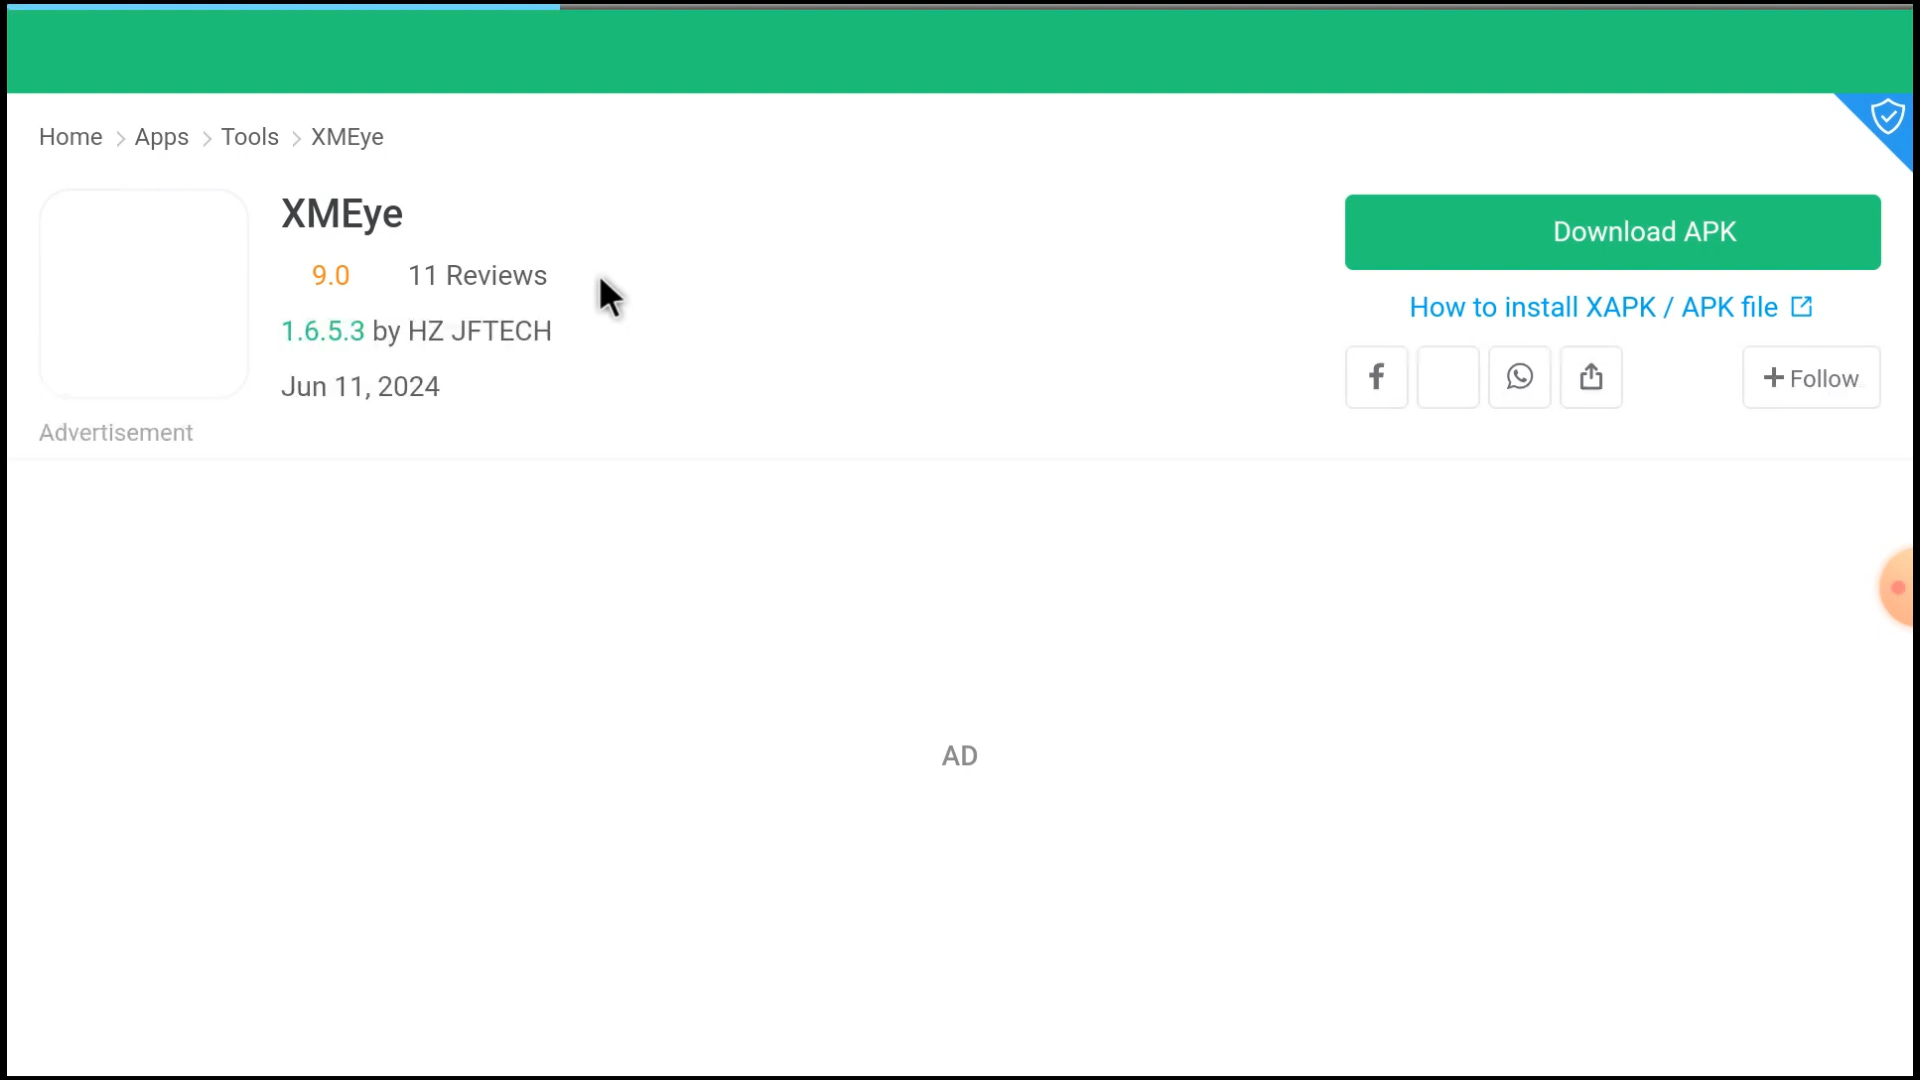 Home > Apps > Tools > XMEye
XMEye
9.0 11 Reviews
1.6.5.3 by HZ JFTECH
Jun 11, 2024
Download APK
How to install XAPK / APK file
+ Follow
Advertisement
AD